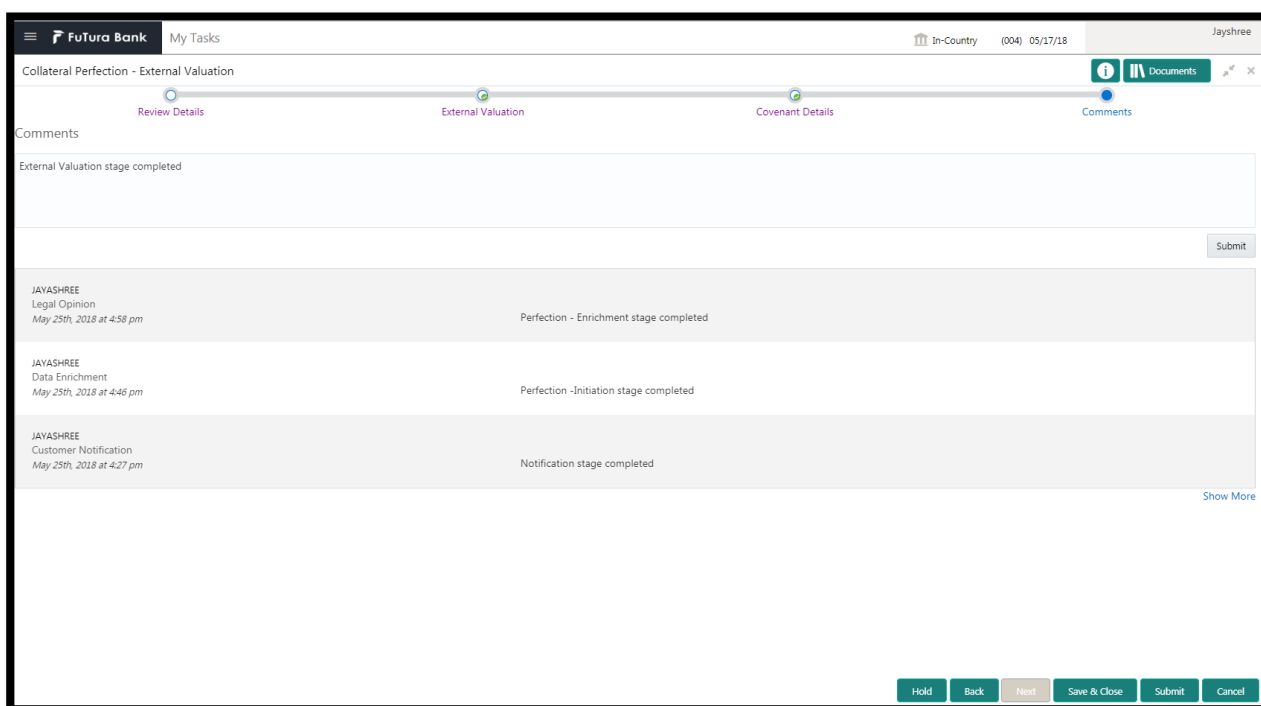 FuTura Bank My Tasks In-Country (004) 05/17/18 Jayshree
Collateral Perfection - External Valuation i Documents
Review Details External Valuation Covenant Details Comments
Comments
External Valuation stage completed
Submit
JAYASHREE
Legal Opinion
May 25th, 2018 at 4:58 pm Perfection - Enrichment stage completed
JAYASHREE
Data Enrichment
May 25th, 2018 at 4:46 pm Perfection -Initiation stage completed
JAYASHREE
Customer Notification
May 25th, 2018 at 4:27 pm Notification stage completed
Show More
Hold Back Next Save & Close Submit Cancel